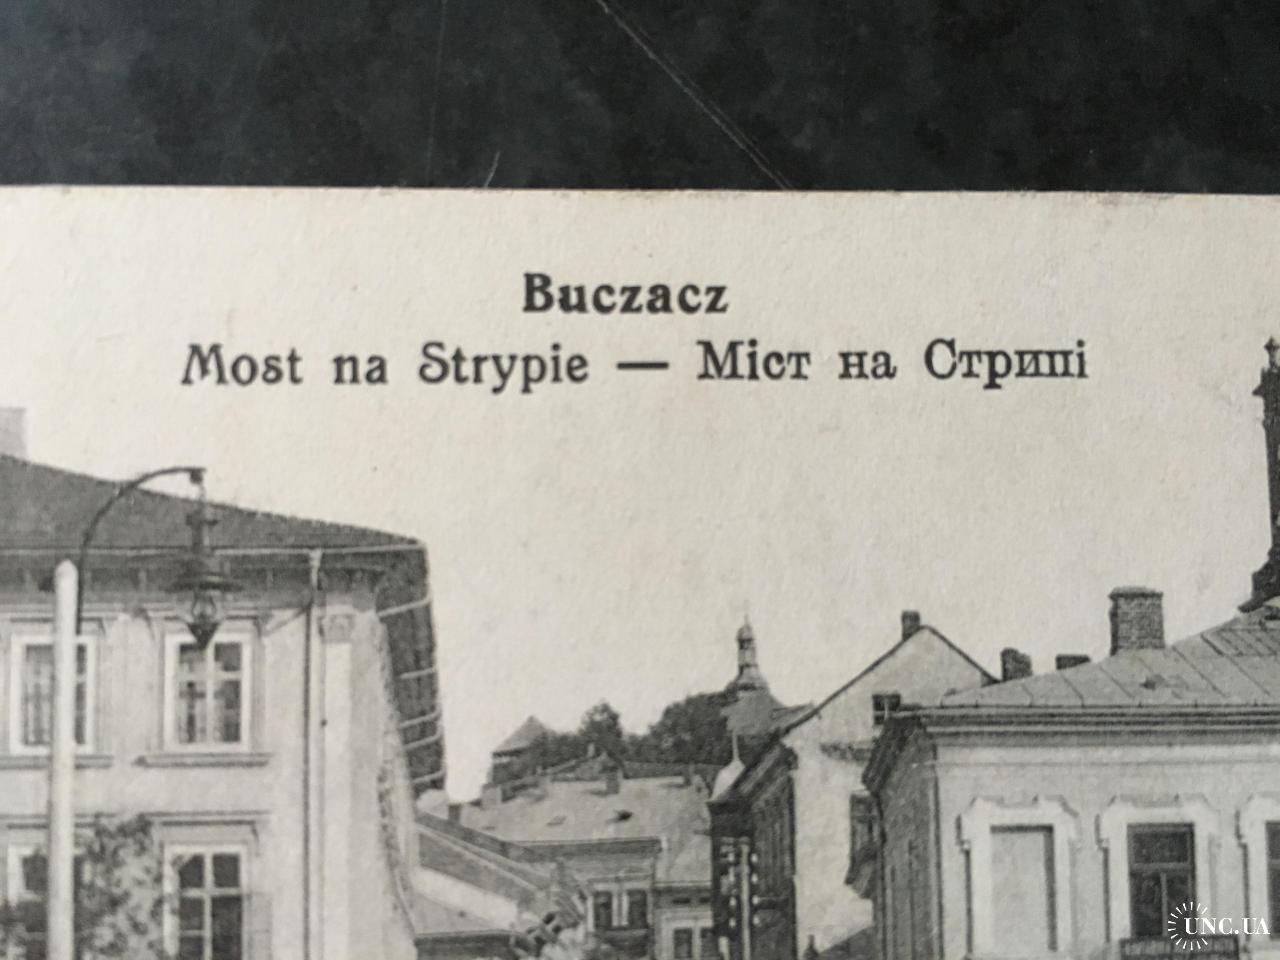 Buczacz
Most na Strypie — Міст на Стрипі
UNC.UA